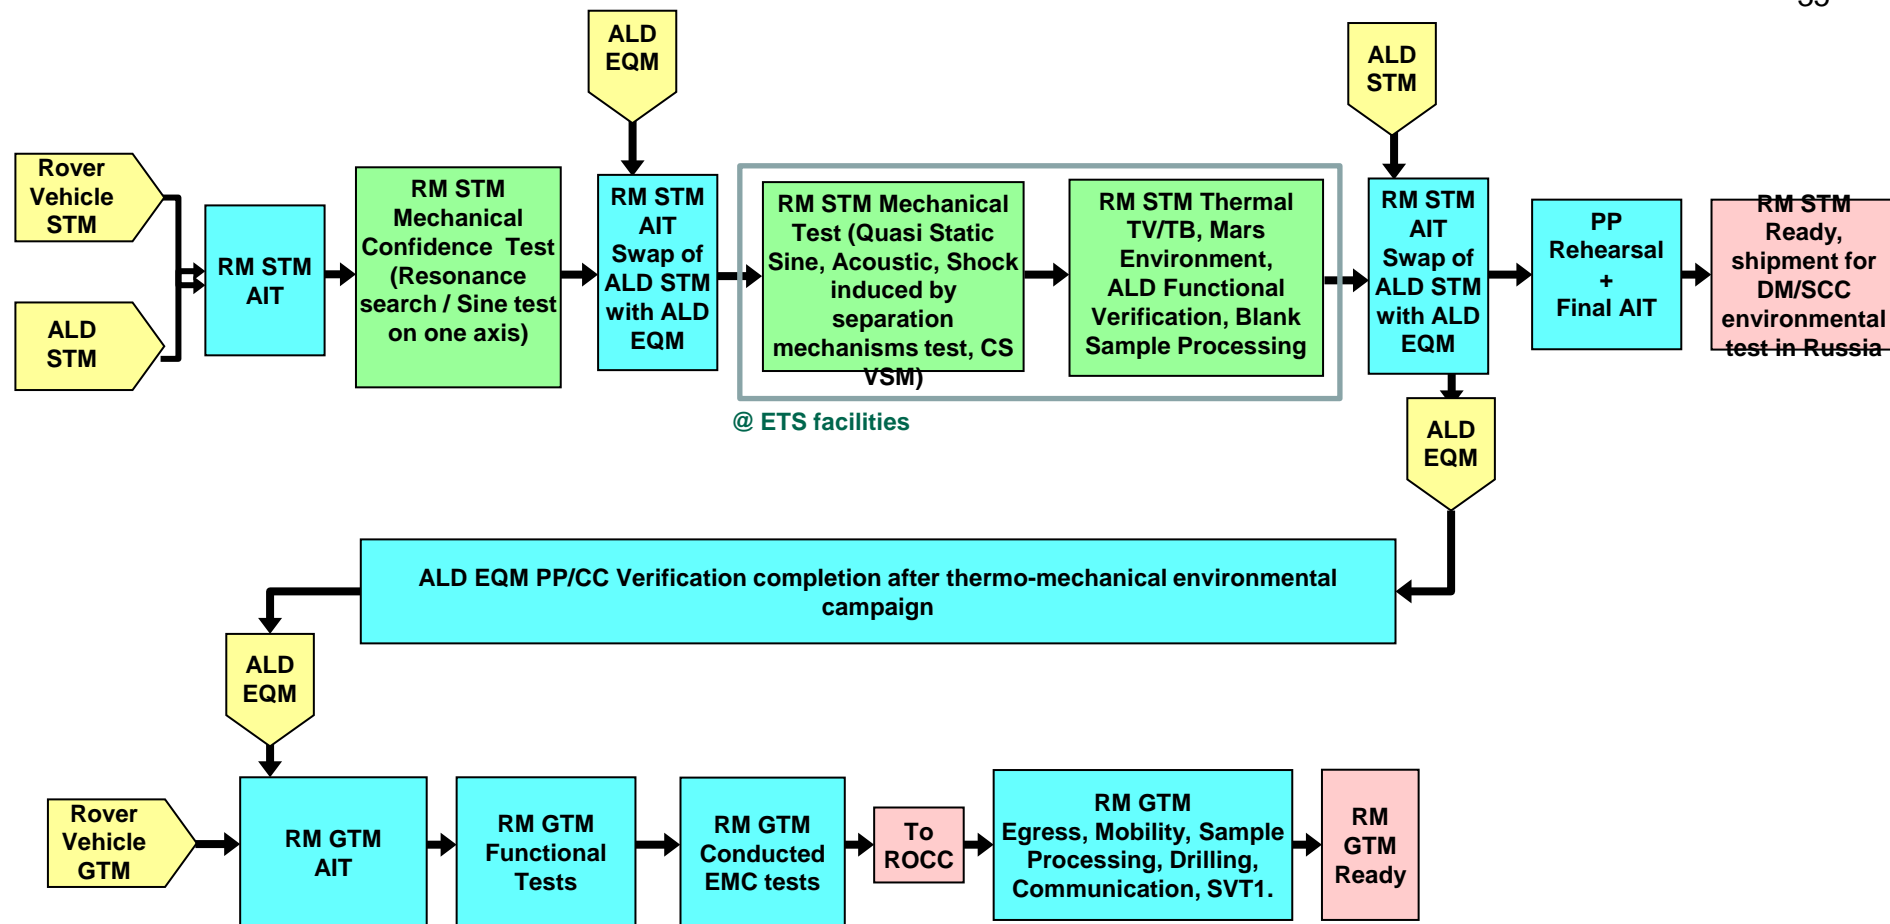 ALD
EQM
ALD
STM
Rover
Vehicle
STM
ALD
STM
RM STM
AIT
RM STM
Mechanical
Confidence Test
(Resonance
search / Sine test
on one axis)
RM STM
AIT
Swap of
ALD STM
with ALD
EQM
RM STM Mechanical
Test (Quasi Static
Sine, Acoustic, Shock
induced by
separation
mechanisms test, CS
VSM)
RM STM Thermal
TV/TB, Mars
Environment,
ALD Functional
Verification, Blank
Sample Processing
@ ETS facilities
RM STM
AIT
Swap of
ALD STM
with ALD
EQM
PP
Rehearsal
+
Final AIT
RM STM
Ready,
shipment for
DM/SCC
environmental
test in Russia
ALD
EQM
ALD EQM PP/CC Verification completion after thermo-mechanical environmental
campaign
ALD
EQM
Rover
Vehicle
GTM
RM GTM
AIT
RM GTM
Functional
Tests
RM GTM
Conducted
EMC tests
To
ROCC
RM GTM
Egress, Mobility, Sample
Processing, Drilling,
Communication, SVT1.
RM
GTM
Ready